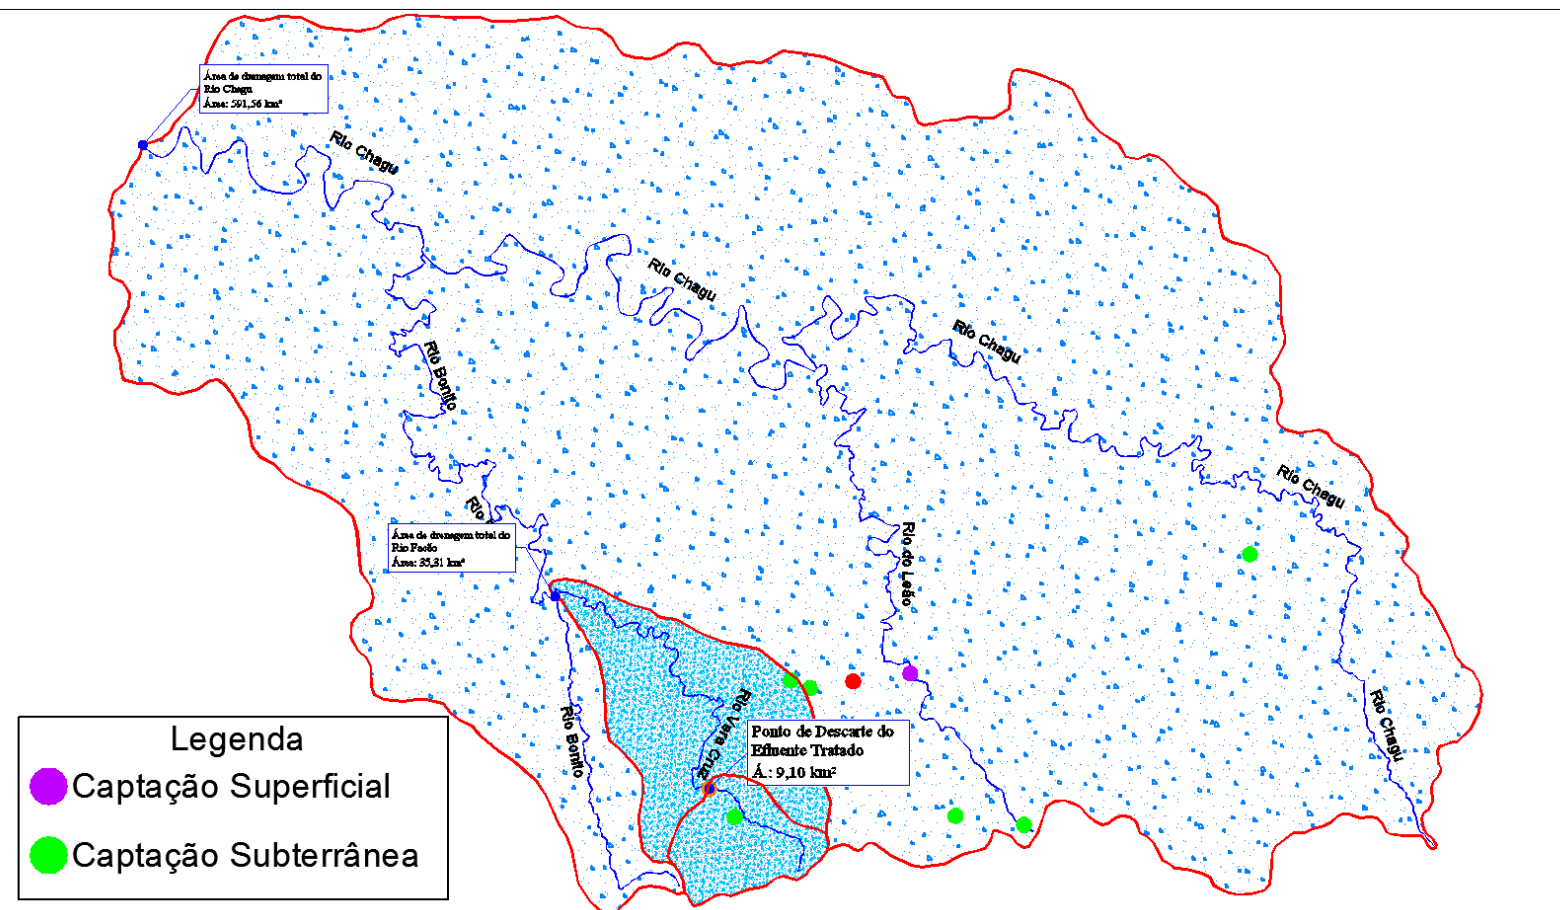 Área de drenagem total do
Rio Chagu
Área: 591,56 km²
Rio Chagu
Rio Chagu
Rio Chagu
Rio Bonito
Rio Chagu
Rio
Área de drenagem total do
Rio Facão
Área: 35,31 km²
Rio do Leão
Rio Vera Cruz
Rio Bonito
Rio Chagu
Ponto de Descarte do
Efluente Tratado
Á.: 9,10 km²
Legenda
Captação Superficial
Captação Subterrânea